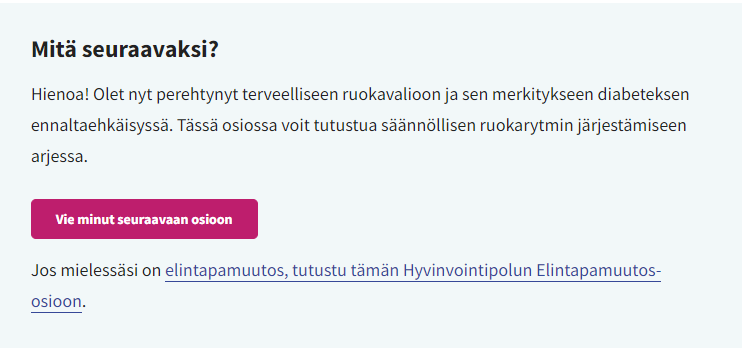 Mitä seuraavaksi?
Hienoa! Olet nyt perehtynyt terveelliseen ruokavalioon ja sen merkitykseen diabeteksen
ennaltaehkäisyssä. Tässä osiossa voit tutustua säännöllisen ruokarytmin järjestämiseen
arjessa.
Vie minut seuraavaan osioon
Jos mielessäsi on elintapamuutos, tutustu tämän Hyvinvointipolun Elintapamuutos-
osioon.